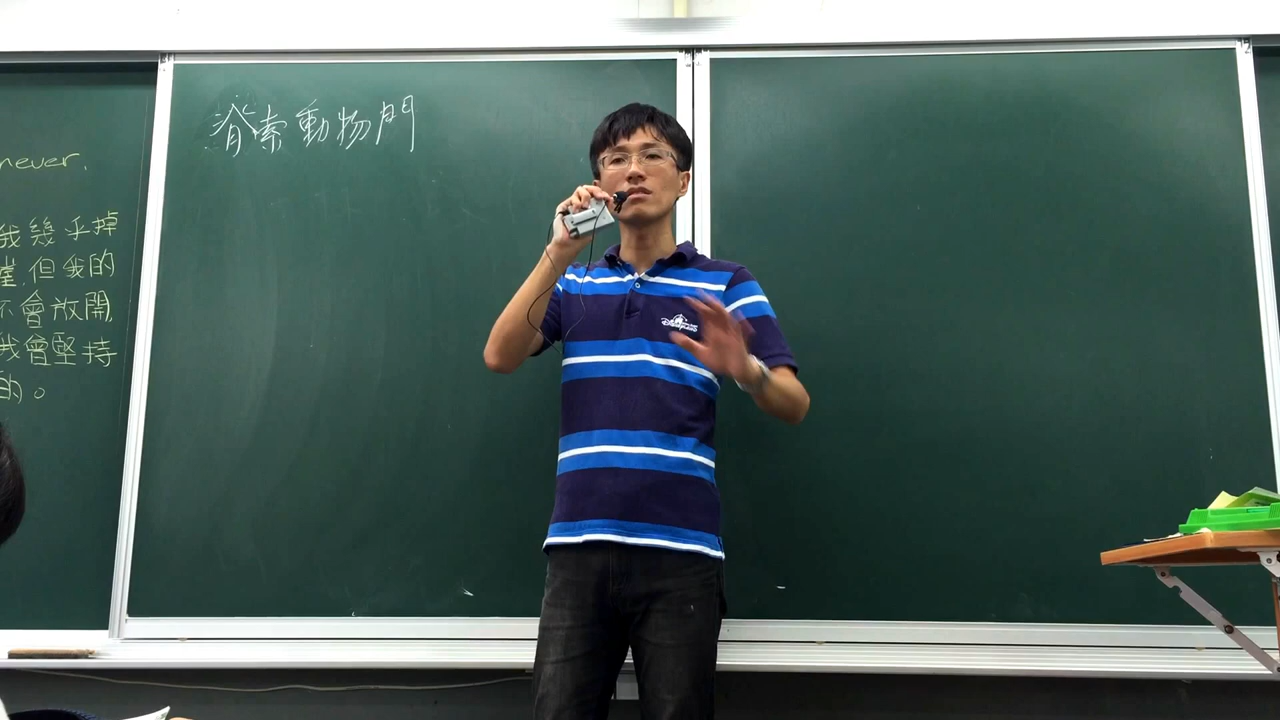 脊索動物門
never.
我幾乎掉
但我的
不會放開,
我會堅持
的。
Disneyland